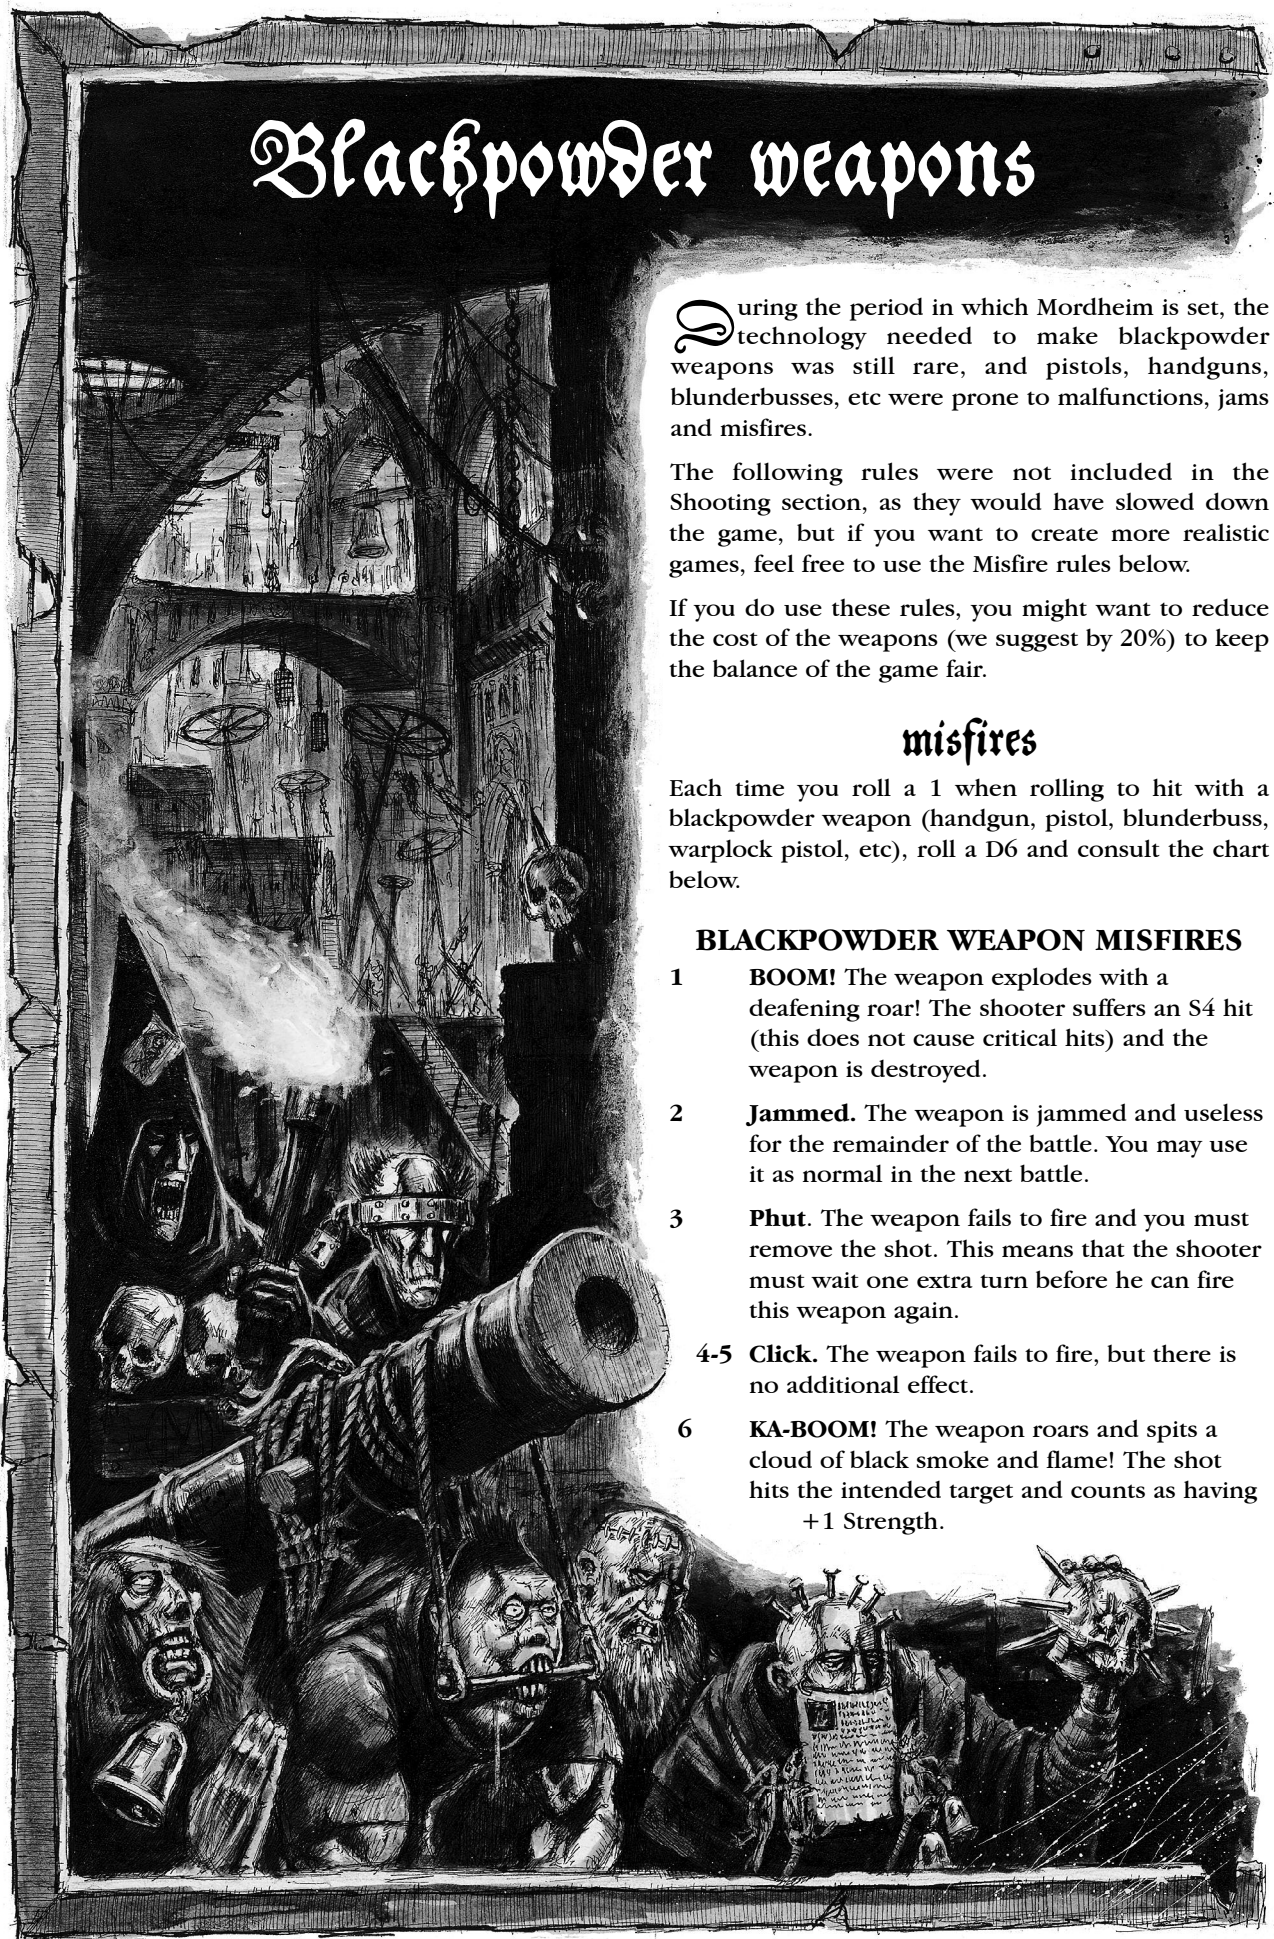 Blackpowder weapons
During the period in which Mordheim is set, the
technology needed to make blackpowder
weapons was still rare, and pistols, handguns,
blunderbusses, etc were prone to malfunctions, jams
and misfires.
The following rules were not included in the
Shooting section, as they would have slowed down
the game, but if you want to create more realistic
games, feel free to use the Misfire rules below.
If you do use these rules, you might want to reduce
the cost of the weapons (we suggest by 20%) to keep
the balance of the game fair.
misfires
Each time you roll a 1 when rolling to hit with a
blackpowder weapon (handgun, pistol, blunderbuss,
warplock pistol, etc), roll a D6 and consult the chart
below.
BLACKPOWDER WEAPON MISFIRES
1 BOOM! The weapon explodes with a
deafening roar! The shooter suffers an S4 hit
(this does not cause critical hits) and the
weapon is destroyed.
2 Jammed. The weapon is jammed and useless
for the remainder of the battle. You may use
it as normal in the next battle.
3 Phut. The weapon fails to fire and you must
remove the shot. This means that the shooter
must wait one extra turn before he can fire
this weapon again.
4-5 Click. The weapon fails to fire, but there is
no additional effect.
6 KA-BOOM! The weapon roars and spits a
cloud of black smoke and flame! The shot
hits the intended target and counts as having
+1 Strength.